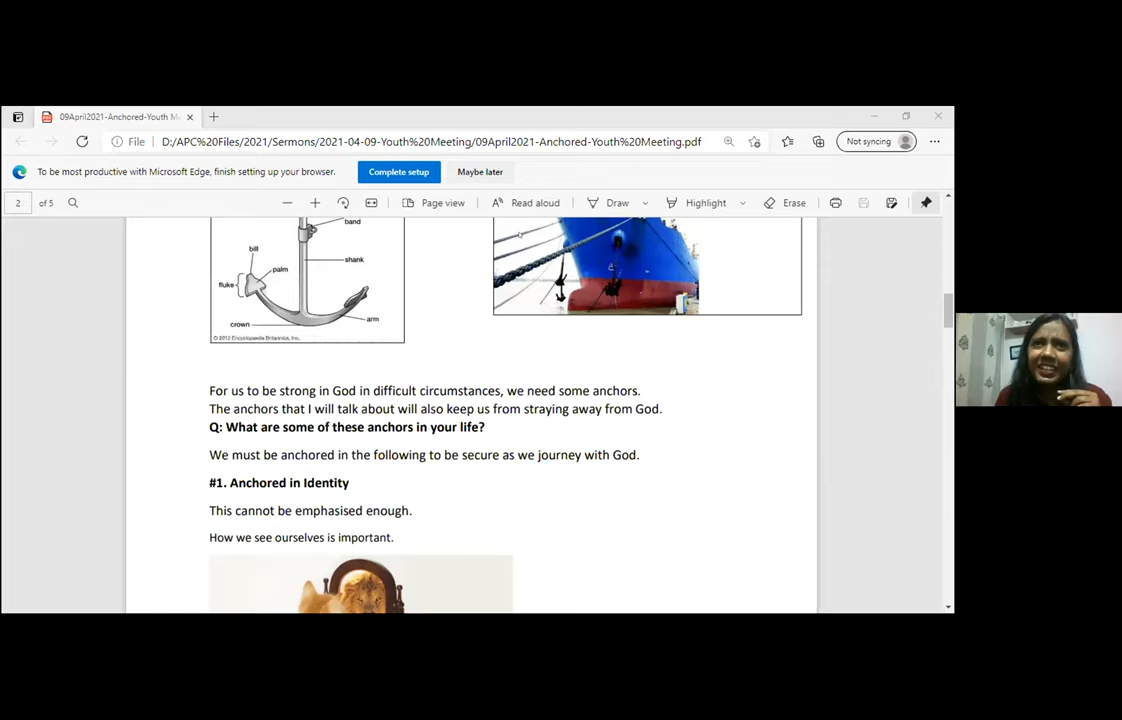 09April2021-Anchored-Youth M
File
D:/APC%20Files/2021/Sermons/2021-04-09-Youth%20Meeting/09April2021-Anchored-Youth%20Meeting.pdf
Not syncing
To be most productive with Microsoft Edge, finish setting up your browser.
Complete setup
Maybe later
2
of 5
Page view
Read aloud
Draw
Highlight
Erase
band
bill
palm
shank
fluke
arm
crown
© 2012 Encyclopædia Britannica, Inc.
For us to be strong in God in difficult circumstances, we need some anchors.
The anchors that I will talk about will also keep us from straying away from God.
Q: What are some of these anchors in your life?
We must be anchored in the following to be secure as we journey with God.
#1. Anchored in Identity
This cannot be emphasised enough.
How we see ourselves is important.